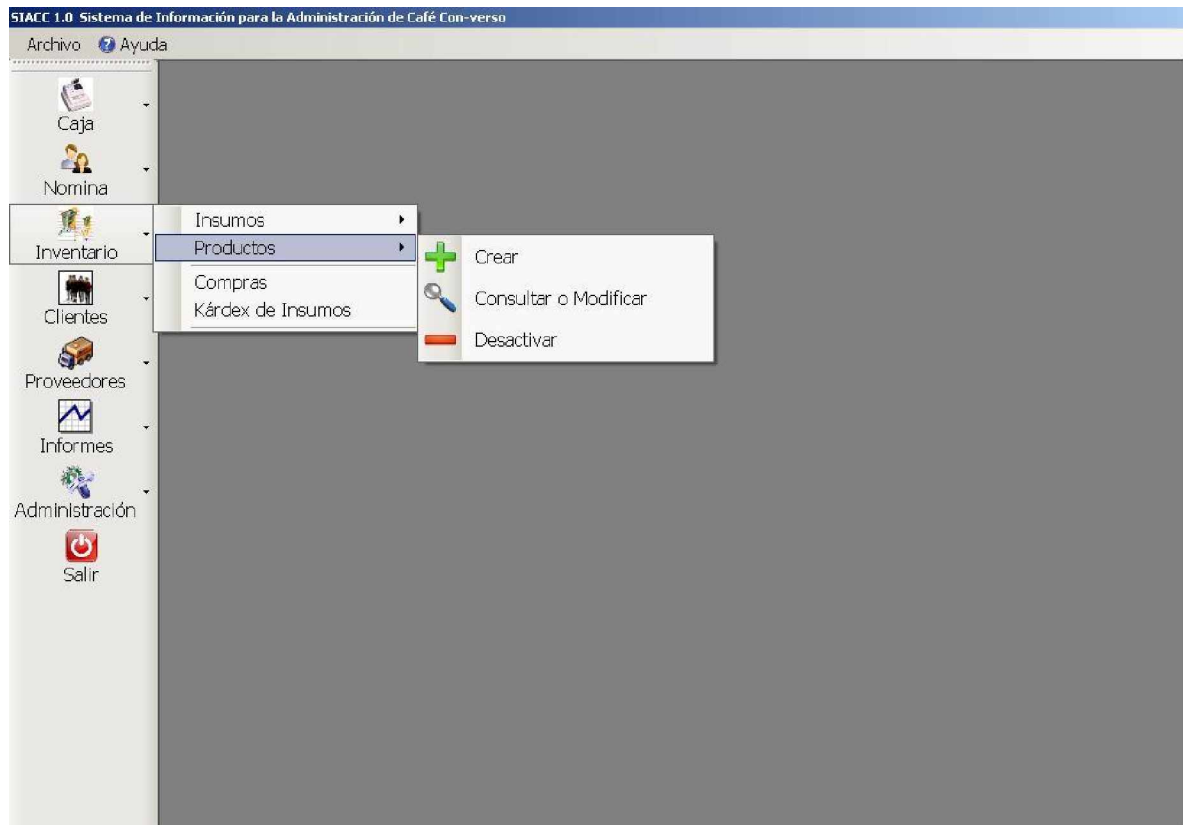 SIACC 1.0 Sistema de Información para la Administración de Café Con-verso
Archivo Ayuda
Caja
Nomina
Inventario
Clientes
Proveedores
Informes
Administración
Salir
Insumos
Productos
Compras
Kárdex de Insumos
Crear
Consultar o Modificar
Desactivar